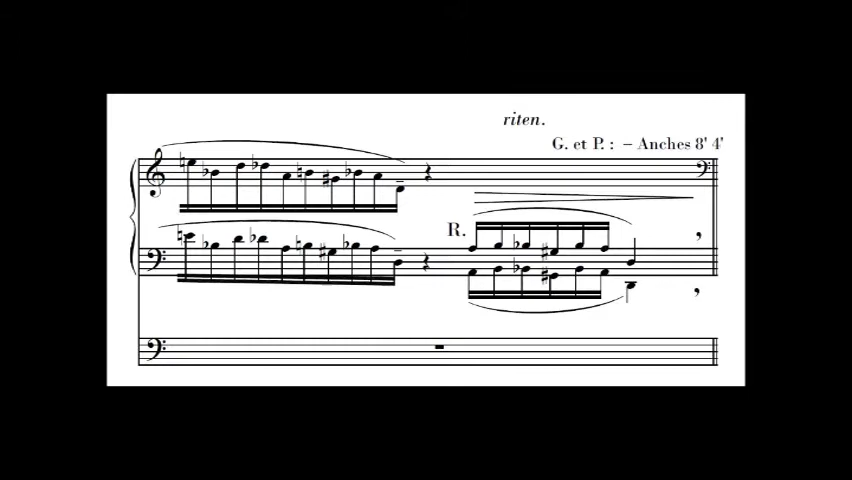 riten.
G. et P. : – Anches 8' 4'
R.